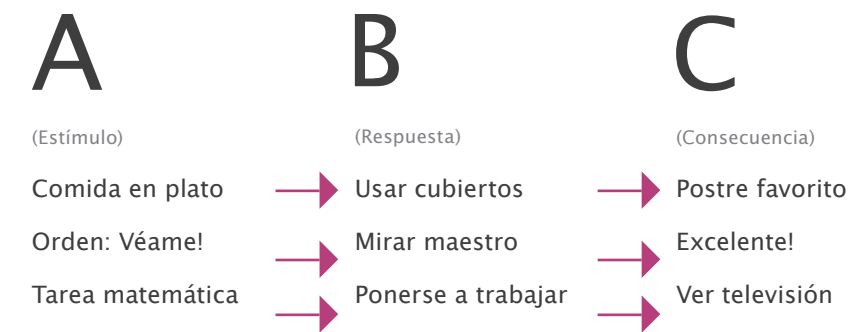 A B C
(Estímulo) (Respuesta) (Consecuencia)
Comida en plato Usar cubiertos Postre favorito
Orden: Véame! Mirar maestro Excelente!
Tarea matemática Ponerse a trabajar Ver televisión